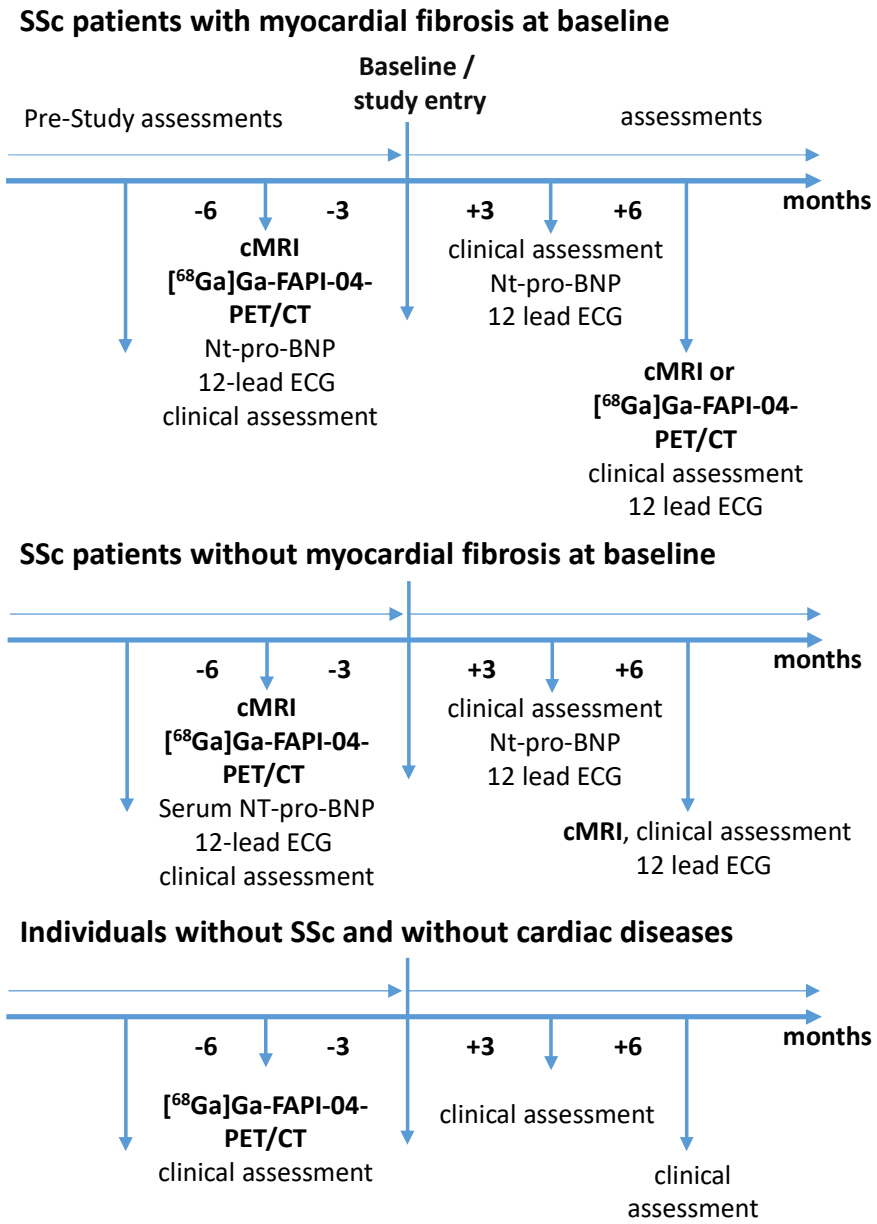 SSc patients with myocardial fibrosis at baseline
Baseline /
study entry
Pre-Study assessments
assessments
months
-6
-3
+3
+6
cMRI
[⁶⁸Ga]Ga-FAPI-04-
PET/CT
Nt-pro-BNP
12-lead ECG
clinical assessment
clinical assessment
Nt-pro-BNP
12 lead ECG
cMRI or
[⁶⁸Ga]Ga-FAPI-04-
PET/CT
clinical assessment
12 lead ECG
SSc patients without myocardial fibrosis at baseline
months
-6
-3
+3
+6
cMRI
[⁶⁸Ga]Ga-FAPI-04-
PET/CT
Serum NT-pro-BNP
12-lead ECG
clinical assessment
clinical assessment
Nt-pro-BNP
12 lead ECG
cMRI, clinical assessment
12 lead ECG
Individuals without SSc and without cardiac diseases
months
-6
-3
+3
+6
[⁶⁸Ga]Ga-FAPI-04-
PET/CT
clinical assessment
clinical assessment
clinical
assessment